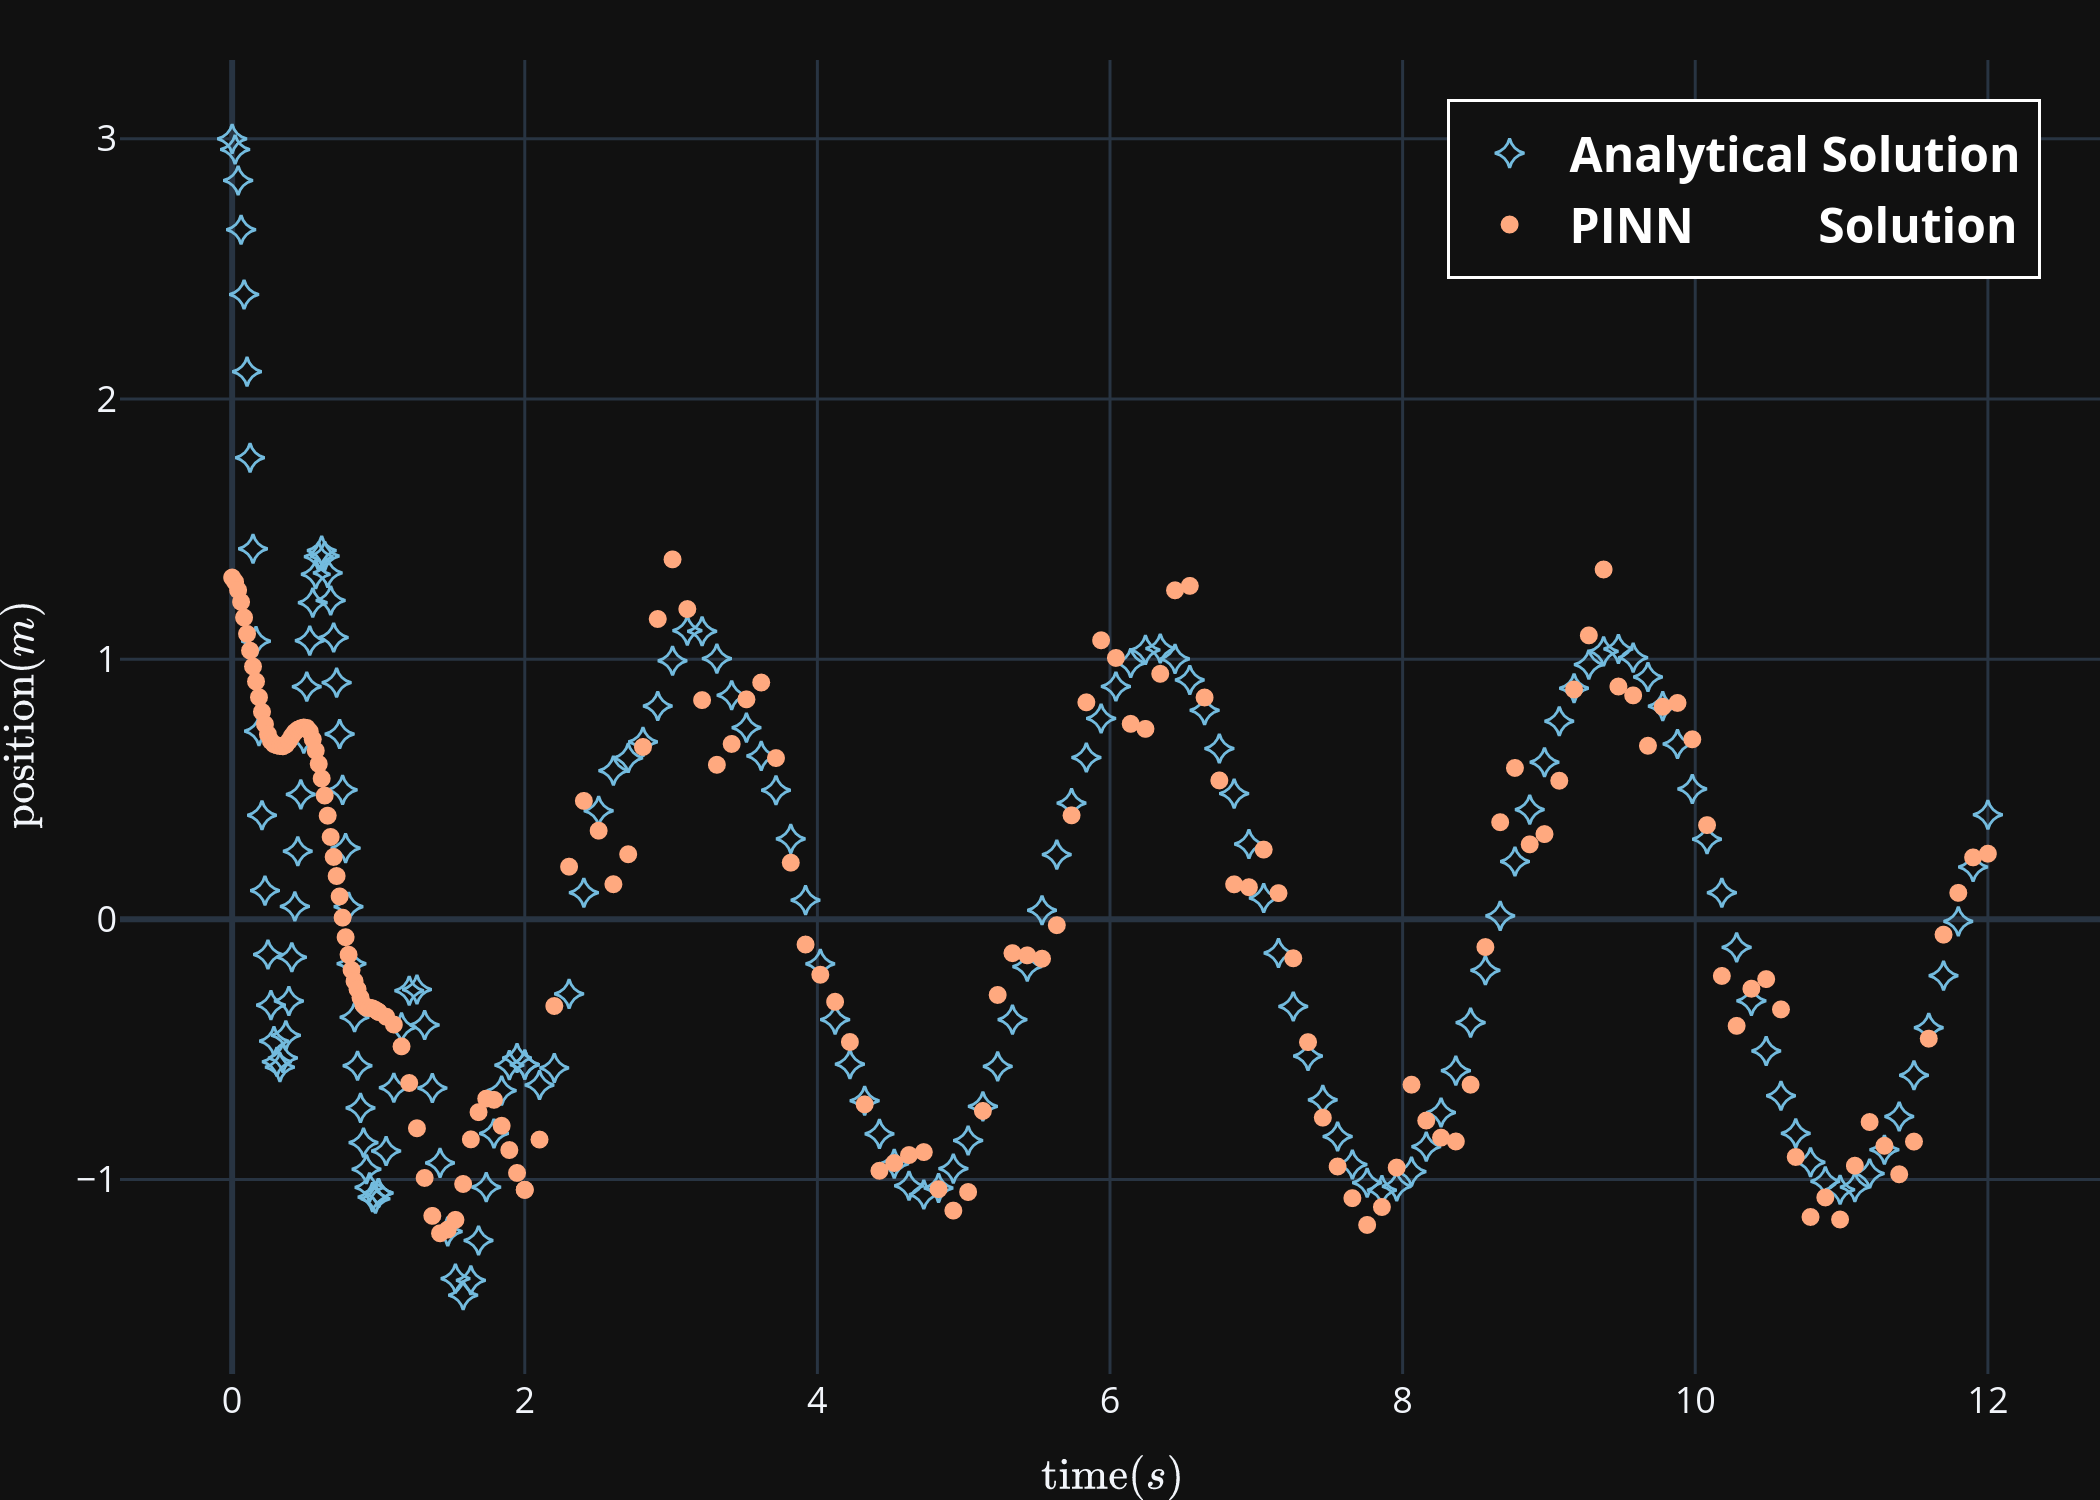 Analytical Solution
PINN Solution
3
2
1
0
−1
position(m)
0 2 4 6 8 10 12
time(s)